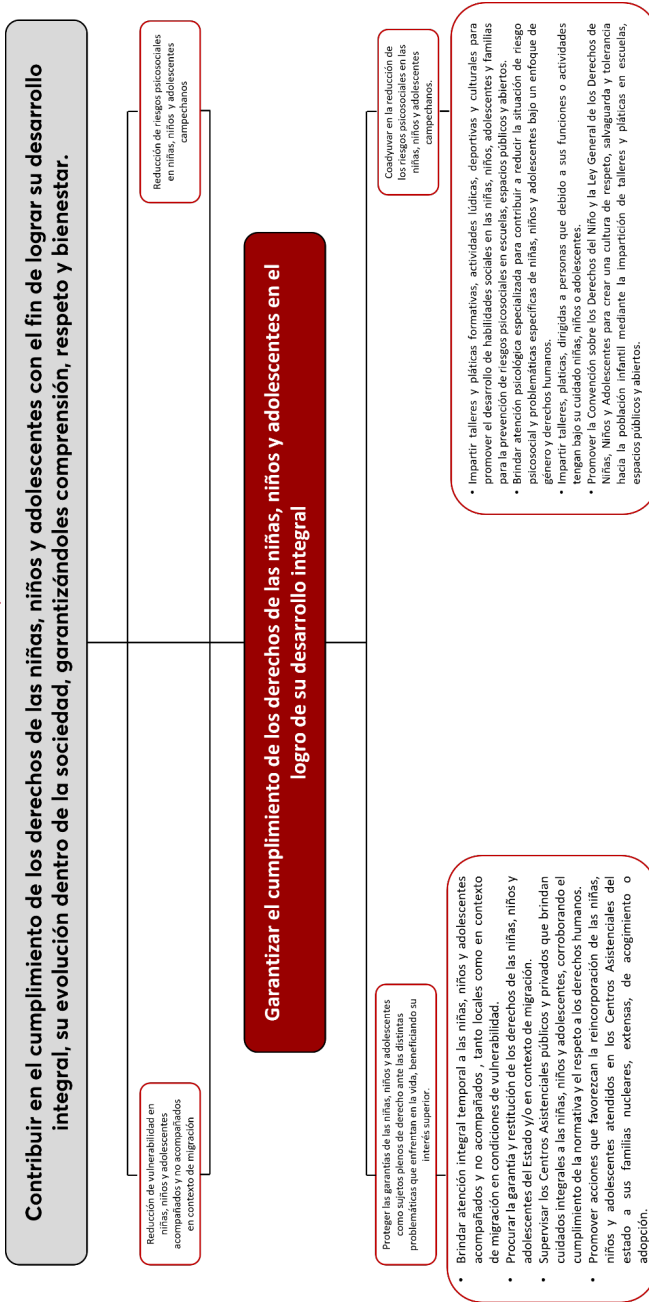 Contribuir en el cumplimiento de los derechos de las niñas, niños y adolescentes con el fin de lograr su desarrollo
integral, su evolución dentro de la sociedad, garantizándoles comprensión, respeto y bienestar.
Reducción de vulnerabilidad en
niñas, niños y adolescentes
acompañados y no acompañados
en contexto de migración
Reducción de riesgos psicosociales
en niñas, niños y adolescentes
campechanos
Garantizar el cumplimiento de los derechos de las niñas, niños y adolescentes en el
logro de su desarrollo integral
Proteger las garantías de las niñas, niños y adolescentes
como sujetos plenos de derecho ante las distintas
problemáticas que enfrentan en la vida, beneficiando su
interés superior.
Coadyuvar en la reducción de
los riesgos psicosociales en las
niñas, niños y adolescentes
campechanos.
• Brindar atención integral temporal a las niñas, niños y adolescentes
acompañados y no acompañados , tanto locales como en contexto
de migración en condiciones de vulnerabilidad.
• Procurar la garantía y restitución de los derechos de las niñas, niños y
adolescentes del Estado y/o en contexto de migración.
• Supervisar los Centros Asistenciales públicos y privados que brindan
cuidados integrales a las niñas, niños y adolescentes, corroborando el
cumplimiento de la normativa y el respeto a los derechos humanos.
• Promover acciones que favorezcan la reincorporación de las niñas,
niños y adolescentes atendidos en los Centros Asistenciales del
estado a sus familias nucleares, extensas, de acogimiento o
adopción.
• Impartir talleres y pláticas formativas, actividades lúdicas, deportivas y culturales para
promover el desarrollo de habilidades sociales en las niñas, niños, adolescentes y familias
para la prevención de riesgos psicosociales en escuelas, espacios públicos y abiertos.
• Brindar atención psicológica especializada para contribuir a reducir la situación de riesgo
psicosocial y problemáticas específicas de niñas, niños y adolescentes bajo un enfoque de
género y derechos humanos.
• Impartir talleres, platicas, dirigidas a personas que debido a sus funciones o actividades
tengan bajo su cuidado niñas, niños o adolescentes.
• Promover la Convención sobre los Derechos del Niño y la Ley General de los Derechos de
Niñas, Niños y Adolescentes para crear una cultura de respeto, salvaguarda y tolerancia
hacia la población infantil mediante la impartición de talleres y pláticas en escuelas,
espacios públicos y abiertos.